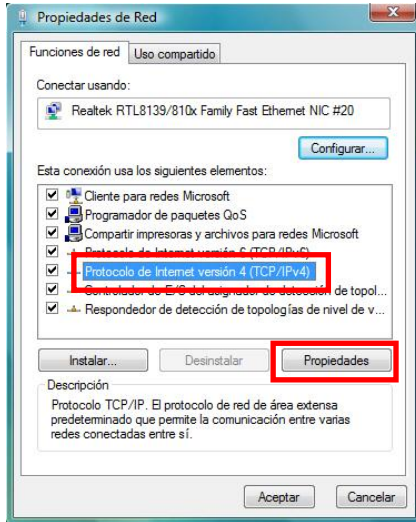 Propiedades de Red
Funciones de red Uso compartido
Conectar usando:
Realtek RTL8139/810x Family Fast Ethernet NIC #20
Configurar...
Esta conexión usa los siguientes elementos:
Cliente para redes Microsoft
Programador de paquetes QoS
Compartir impresoras y archivos para redes Microsoft
Protocolo de Internet versión 6 (TCP/IPv6)
Protocolo de Internet versión 4 (TCP/IPv4)
Controlador de E/S del asignador de detección de topol...
Respondedor de detección de topologías de nivel de v...
Instalar... Desinstalar Propiedades
Descripción
Protocolo TCP/IP. El protocolo de red de área extensa
predeterminado que permite la comunicación entre varias
redes conectadas entre sí.
Aceptar Cancelar